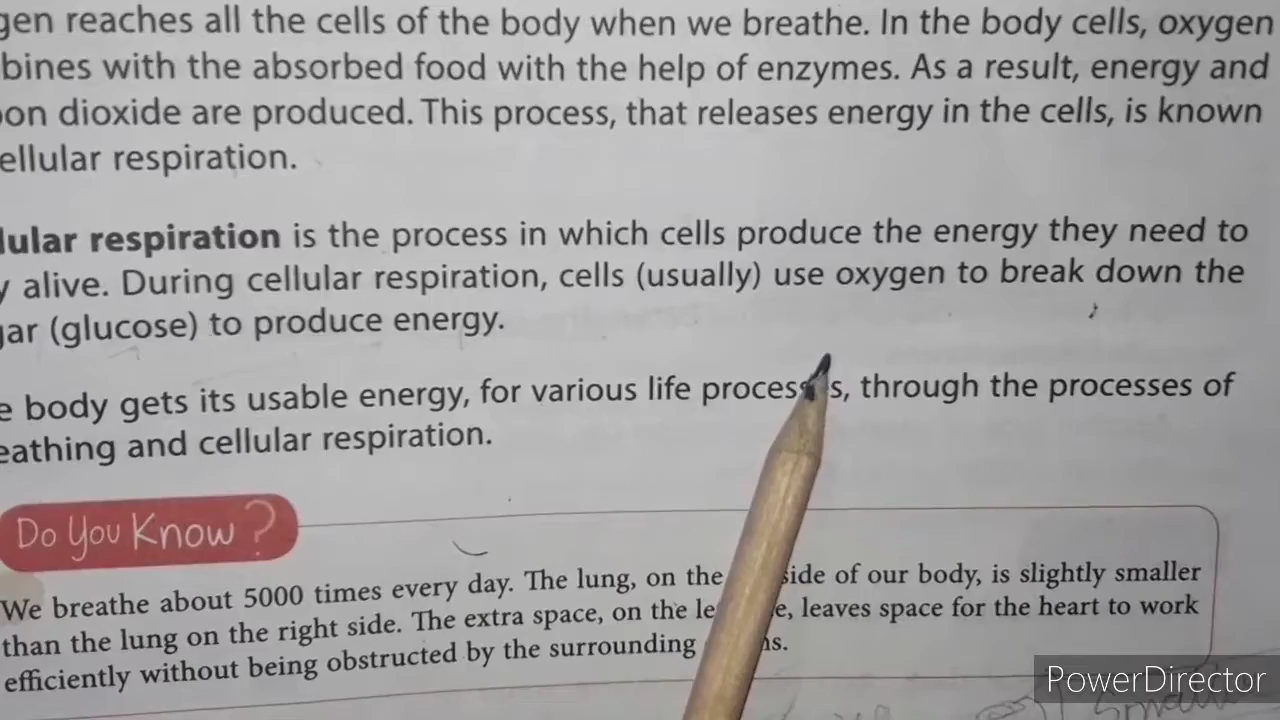 gen reaches all the cells of the body when we breathe. In the body cells, oxygen
bines with the absorbed food with the help of enzymes. As a result, energy and
on dioxide are produced. This process, that releases energy in the cells, is known
ellular respiration.
lular respiration is the process in which cells produce the energy they need to
y alive. During cellular respiration, cells (usually) use oxygen to break down the
gar (glucose) to produce energy.
e body gets its usable energy, for various life processes, through the processes of
eathing and cellular respiration.
Do You Know?
We breathe about 5000 times every day. The lung, on the side of our body, is slightly smaller
than the lung on the right side. The extra space, on the le e, leaves space for the heart to work
efficiently without being obstructed by the surrounding ns.
PowerDirector